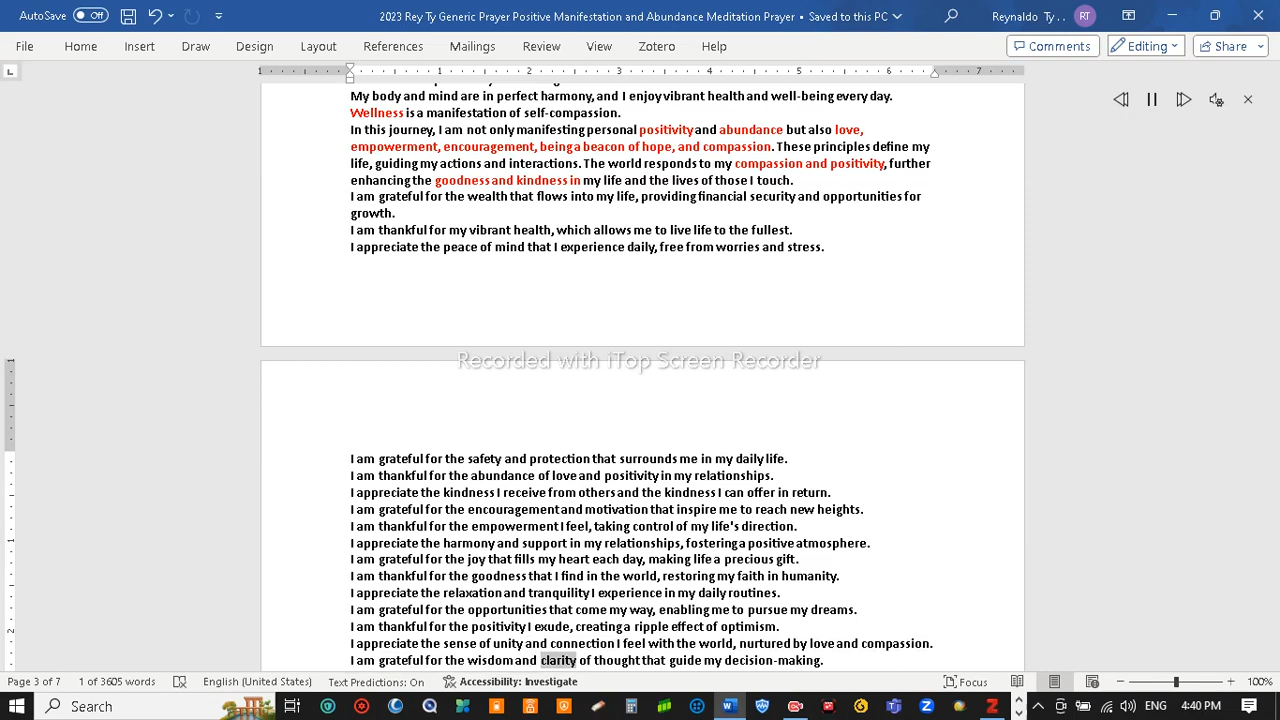 AutoSave Off 2023 Rey Ty Generic Prayer Positive Manifestation and Abundance Meditation Prayer • Saved to this PC Reynaldo Ty .. RT
File Home Insert Draw Design Layout References Mailings Review View Zotero Help Comments Editing Share
1 1 2 3 4 5 6 7
My body and mind are in perfect harmony, and I enjoy vibrant health and well-being every day.
Wellness is a manifestation of self-compassion.
In this journey, I am not only manifesting personal positivity and abundance but also love,
empowerment, encouragement, being a beacon of hope, and compassion. These principles define my
life, guiding my actions and interactions. The world responds to my compassion and positivity, further
enhancing the goodness and kindness in my life and the lives of those I touch.
I am grateful for the wealth that flows into my life, providing financial security and opportunities for
growth.
I am thankful for my vibrant health, which allows me to live life to the fullest.
I appreciate the peace of mind that I experience daily, free from worries and stress.
Recorded with iTop Screen Recorder
I am grateful for the safety and protection that surrounds me in my daily life.
I am thankful for the abundance of love and positivity in my relationships.
I appreciate the kindness I receive from others and the kindness I can offer in return.
I am grateful for the encouragement and motivation that inspire me to reach new heights.
I am thankful for the empowerment I feel, taking control of my life's direction.
I appreciate the harmony and support in my relationships, fostering a positive atmosphere.
I am grateful for the joy that fills my heart each day, making life a precious gift.
I am thankful for the goodness that I find in the world, restoring my faith in humanity.
I appreciate the relaxation and tranquility I experience in my daily routines.
I am grateful for the opportunities that come my way, enabling me to pursue my dreams.
I am thankful for the positivity I exude, creating a ripple effect of optimism.
I appreciate the sense of unity and connection I feel with the world, nurtured by love and compassion.
I am grateful for the wisdom and clarity of thought that guide my decision-making.
Page 3 of 7 1 of 3605 words English (United States) Text Predictions: On Accessibility: Investigate Focus 100%
Search ENG 4:40 PM